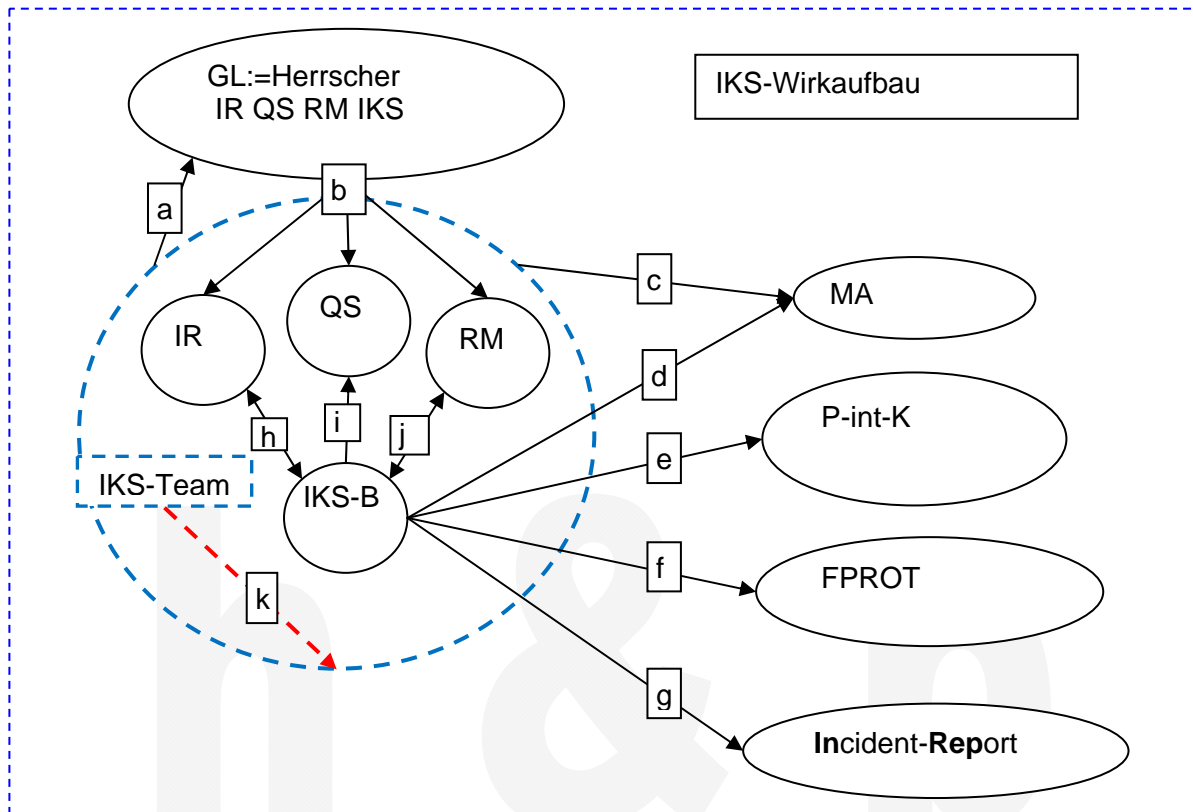 GL:=Herrscher
IR QS RM IKS
IKS-Wirkaufbau
b
a
c
MA
QS
IR
RM
d
P-int-K
h
i
j
e
IKS-Team
IKS-B
f
FPROT
k
g
Incident-Report
h & p